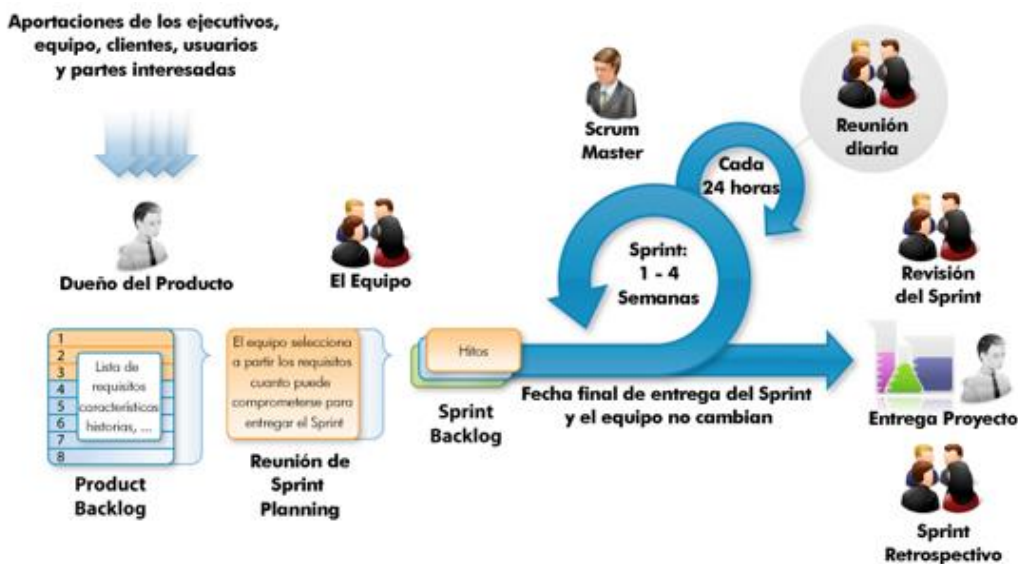 Aportaciones de los ejecutivos,
equipo, clientes, usuarios
y partes interesadas
Dueño del Producto
El Equipo
Scrum
Master
Cada
24 horas
Reunión
diaria
Sprint:
1 - 4
Semanas
Revisión
del Sprint
1
2
3
4
5
6
7
8
Lista de
requisitos
característicos
historias, ...
Product
Backlog
El equipo selecciona
a partir los requisitos
cuanto puede
comprometerse para
entregar el Sprint
Reunión de
Sprint
Planning
Hitos
Sprint
Backlog
Fecha final de entrega del Sprint
y el equipo no cambian
Entrega Proyecto
Sprint
Retrospectivo